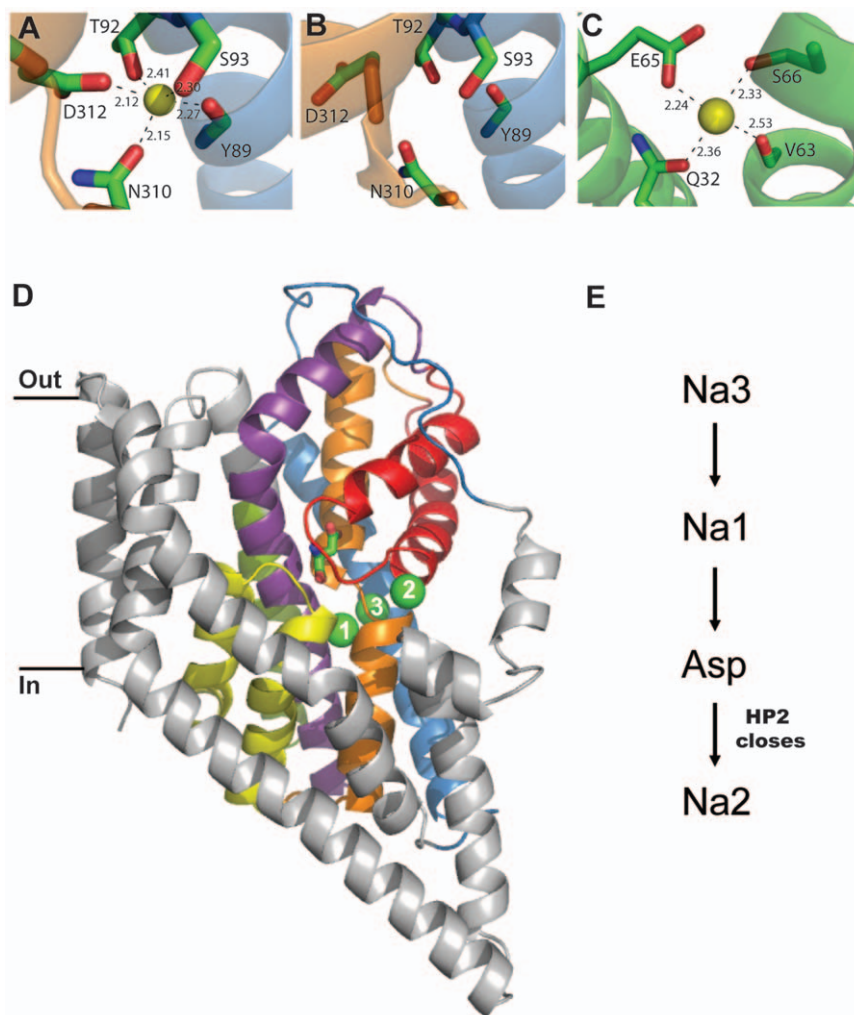 A
T92
S93
2.41
2.30
2.12
2.27
D312
2.15
Y89
N310
B
T92
S93
D312
Y89
N310
C
E65
S66
2.24
2.33
2.53
2.36
V63
Q32
D
Out
In
1
3
2
E
Na3
Na1
Asp
HP2
closes
Na2